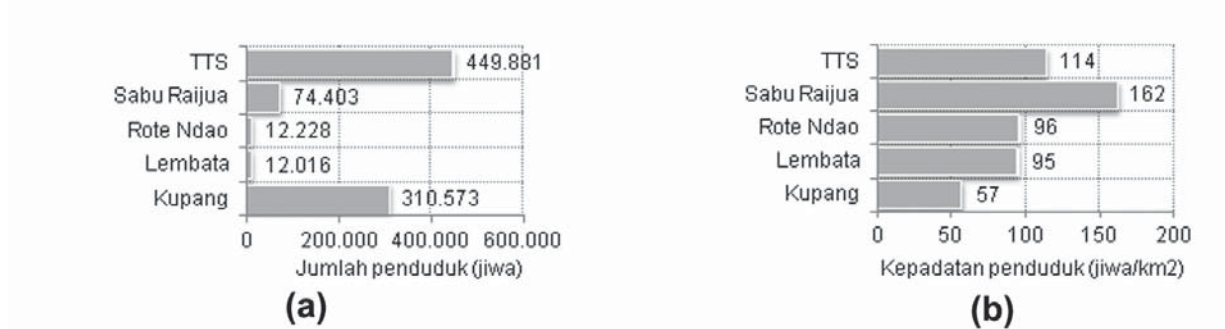 TTS 449.881
Sabu Raijua 74.403
Rote Ndao 12.228
Lembata 12.016
Kupang 310.573
0 200.000 400.000 600.000
Jumlah penduduk (jiwa)
(a)
TTS 114
Sabu Raijua 162
Rote Ndao 96
Lembata 95
Kupang 57
0 50 100 150 200
Kepadatan penduduk (jiwa/km2)
(b)